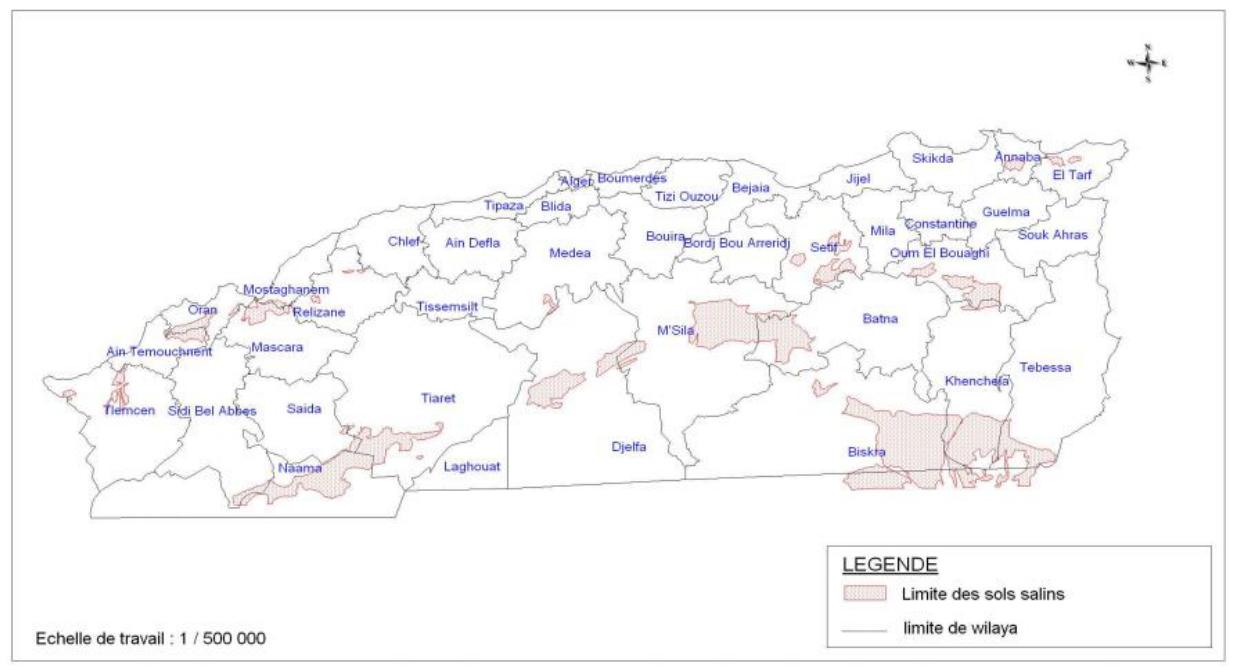 N
W E
S
Skikda
Annaba
El Tarf
Alger Boumerdes
Jijel
Tizi Ouzou
Bejaia
Tipaza
Blida
Guelma
Constantine
Mila
Souk Ahras
Chlef
Ain Defla
Bouira
Bordj Bou Arreridj
Setif
Medea
Oum El Bouaghi
Mostaghanem
Oran
Relizane
Tissemsilt
M'Sila
Batna
Ain Temouchnent
Mascara
Tebessa
Khenchela
Tlemcen
Sidi Bel Abbes
Saida
Tiaret
Djelfa
Biskra
Naama
Laghouat
LEGENDE
Limite des sols salins
limite de wilaya
Echelle de travail : 1 / 500 000